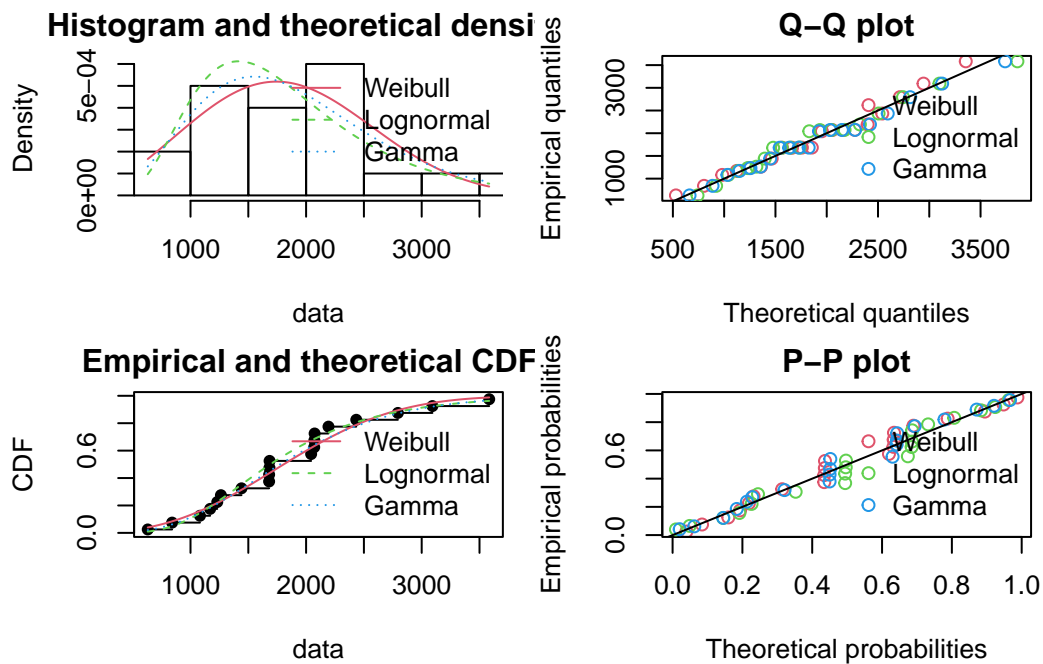 Histogram and theoretical densi
Density
0e+00
5e−04
1000
2000
3000
data
Weibull
Lognormal
Gamma
Q−Q plot
Empirical quantiles
1000
3000
500
1500
2500
3500
Theoretical quantiles
Weibull
Lognormal
Gamma
Empirical and theoretical CDF
CDF
0.0
0.6
1000
2000
3000
data
Weibull
Lognormal
Gamma
P−P plot
Empirical probabilities
0.0
0.6
0.0
0.2
0.4
0.6
0.8
1.0
Theoretical probabilities
Weibull
Lognormal
Gamma